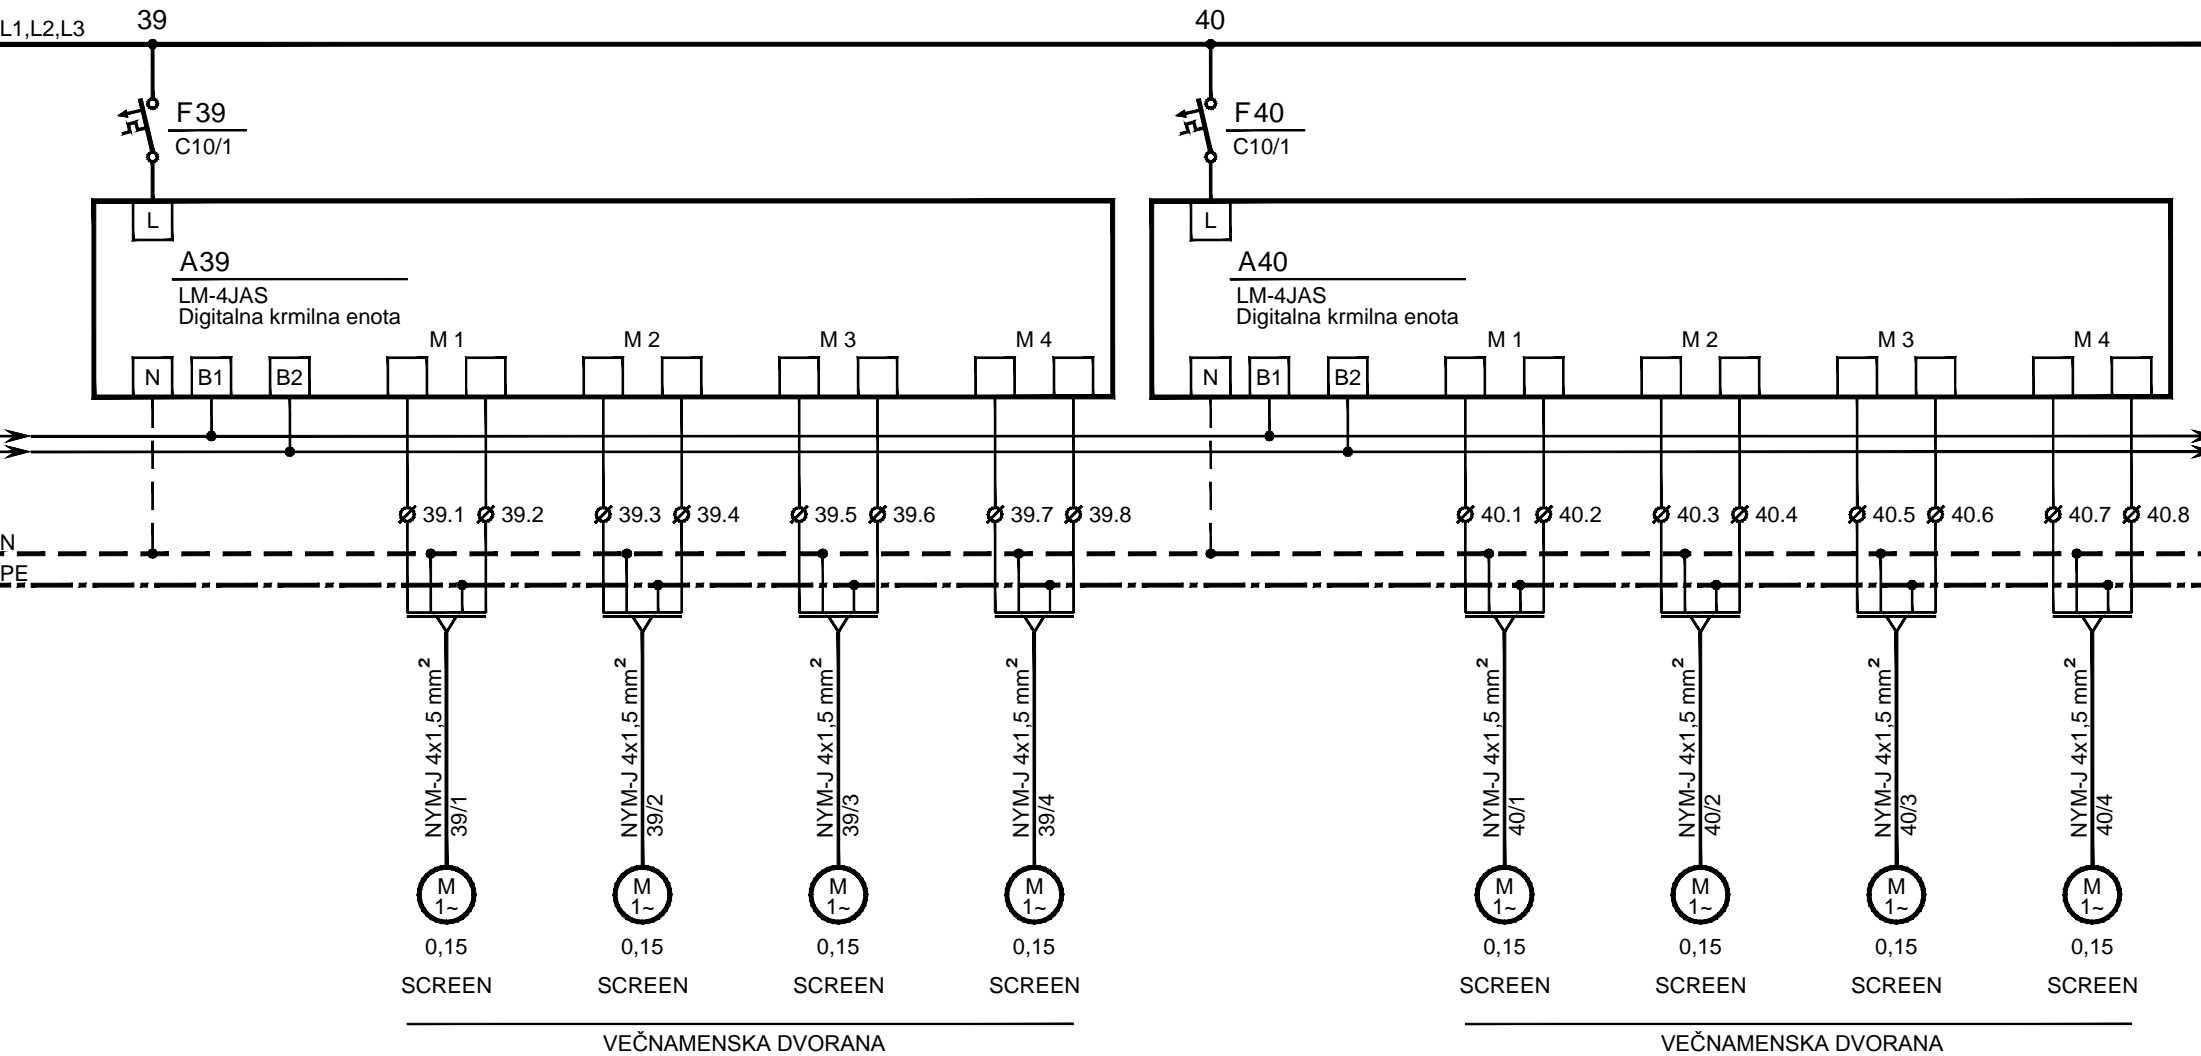 L1,L2,L3 39 40
F39 F40
C10/1 C10/1
L L
A39 A40
LM-4JAS LM-4JAS
Digitalna krmilna enota Digitalna krmilna enota
M 1 M 2 M 3 M 4 M 1 M 2 M 3 M 4
N B1 B2 N B1 B2
39.1 39.2 39.3 39.4 39.5 39.6 39.7 39.8 40.1 40.2 40.3 40.4 40.5 40.6 40.7 40.8
N
PE
NYM-J 4x1,5 mm²
39/1
NYM-J 4x1,5 mm²
39/2
NYM-J 4x1,5 mm²
39/3
NYM-J 4x1,5 mm²
39/4
NYM-J 4x1,5 mm²
40/1
NYM-J 4x1,5 mm²
40/2
NYM-J 4x1,5 mm²
40/3
NYM-J 4x1,5 mm²
40/4
M M M M M M M M
1~ 1~ 1~ 1~ 1~ 1~ 1~ 1~
0,15 0,15 0,15 0,15 0,15 0,15 0,15 0,15
SCREEN SCREEN SCREEN SCREEN SCREEN SCREEN SCREEN SCREEN
VEČNAMENSKA DVORANA VEČNAMENSKA DVORANA